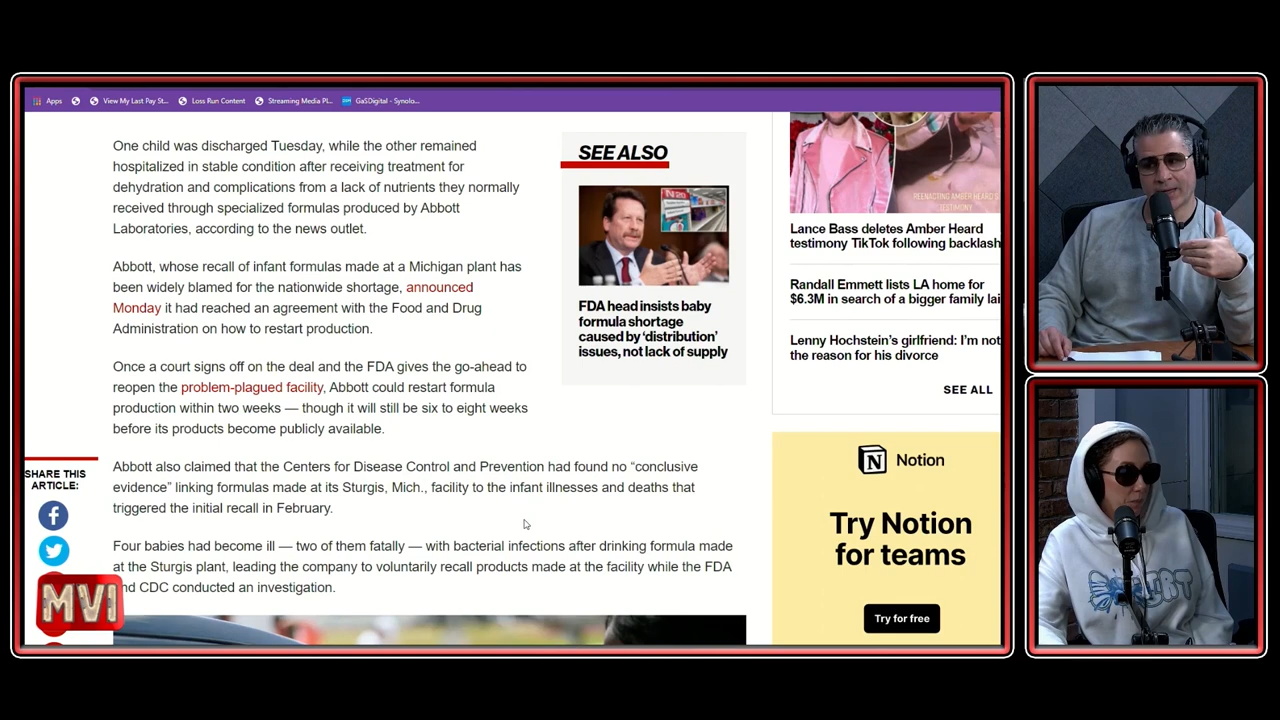 Apps
View My Last Pay St...
Loss Run Content
Streaming Media Pl...
GaSDigital - Synolo...
One child was discharged Tuesday, while the other remained
hospitalized in stable condition after receiving treatment for
dehydration and complications from a lack of nutrients they normally
received through specialized formulas produced by Abbott
Laboratories, according to the news outlet.
Abbott, whose recall of infant formulas made at a Michigan plant has
been widely blamed for the nationwide shortage, announced
Monday it had reached an agreement with the Food and Drug
Administration on how to restart production.
Once a court signs off on the deal and the FDA gives the go-ahead to
reopen the problem-plagued facility, Abbott could restart formula
production within two weeks — though it will still be six to eight weeks
before its products become publicly available.
Abbott also claimed that the Centers for Disease Control and Prevention had found no “conclusive
evidence” linking formulas made at its Sturgis, Mich., facility to the infant illnesses and deaths that
triggered the initial recall in February.
Four babies had become ill — two of them fatally — with bacterial infections after drinking formula made
at the Sturgis plant, leading the company to voluntarily recall products made at the facility while the FDA
nd CDC conducted an investigation.
SHARE THIS
ARTICLE:
MVI
SEE ALSO
FDA head insists baby
formula shortage
caused by ‘distribution’
issues, not lack of supply
REENACTING AMBER HEARD'S
TESTIMONY
Lance Bass deletes Amber Heard
testimony TikTok following backlash
Randall Emmett lists LA home for
$6.3M in search of a bigger family lai
Lenny Hochstein’s girlfriend: I’m not
the reason for his divorce
SEE ALL
Notion
Try Notion
for teams
Try for free